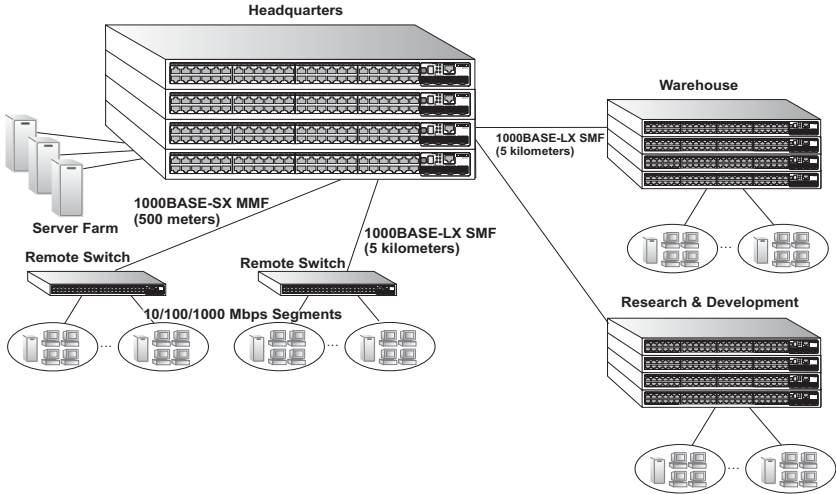 Headquarters
Warehouse
1000BASE-LX SMF
(5 kilometers)
Server Farm
1000BASE-SX MMF
(500 meters)
1000BASE-LX SMF
(5 kilometers)
Remote Switch
Remote Switch
10/100/1000 Mbps Segments
...
...
...
Research & Development
...